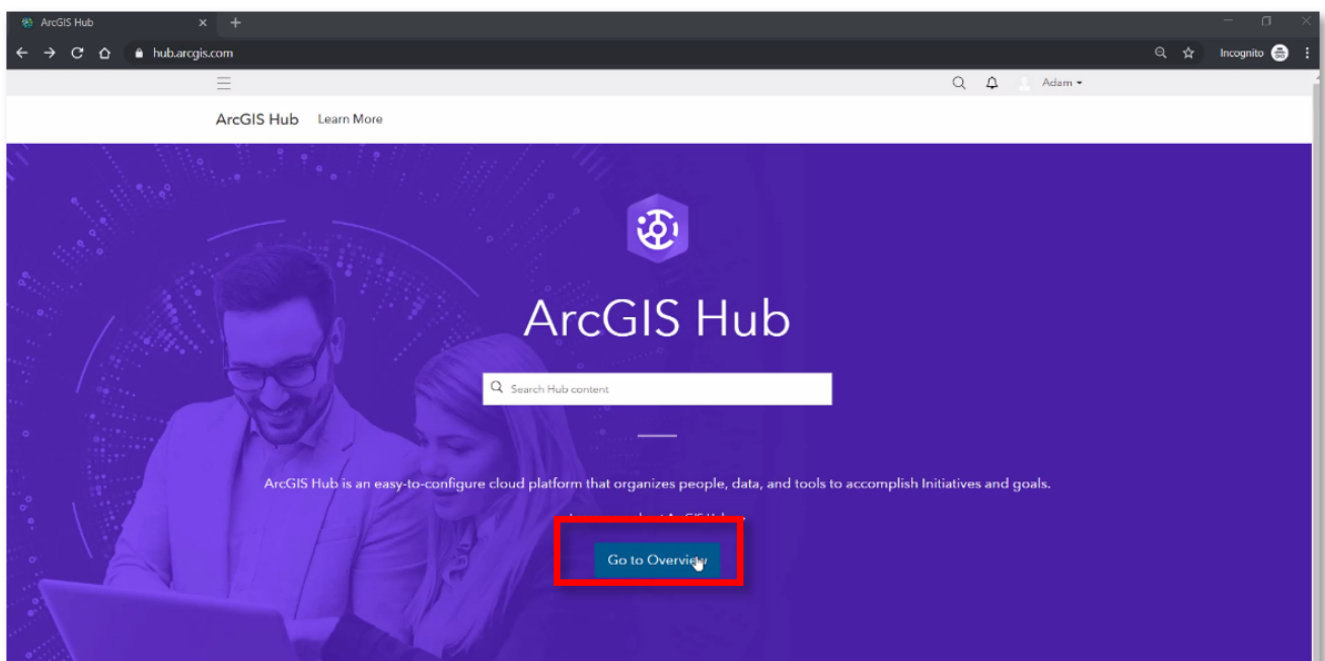 ArcGIS Hub
hub.arcgis.com
Incognito
Adam
ArcGIS Hub Learn More
ArcGIS Hub
Search Hub content
ArcGIS Hub is an easy-to-configure cloud platform that organizes people, data, and tools to accomplish Initiatives and goals.
Go to Overview